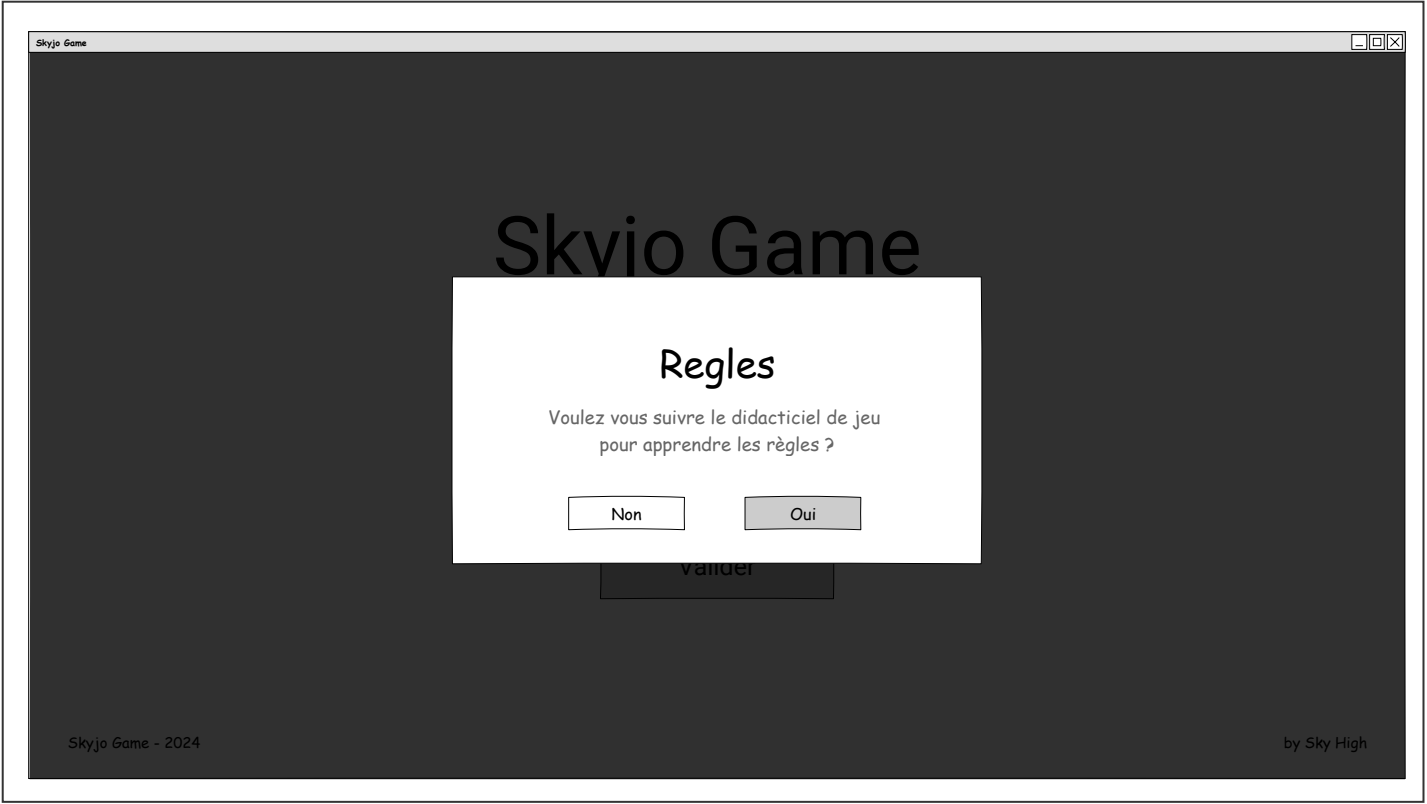 Skyjo Game
Skyjo Game
Regles
Voulez vous suivre le didacticiel de jeu
pour apprendre les règles ?
Non Oui
Valider
Skyjo Game - 2024 by Sky High